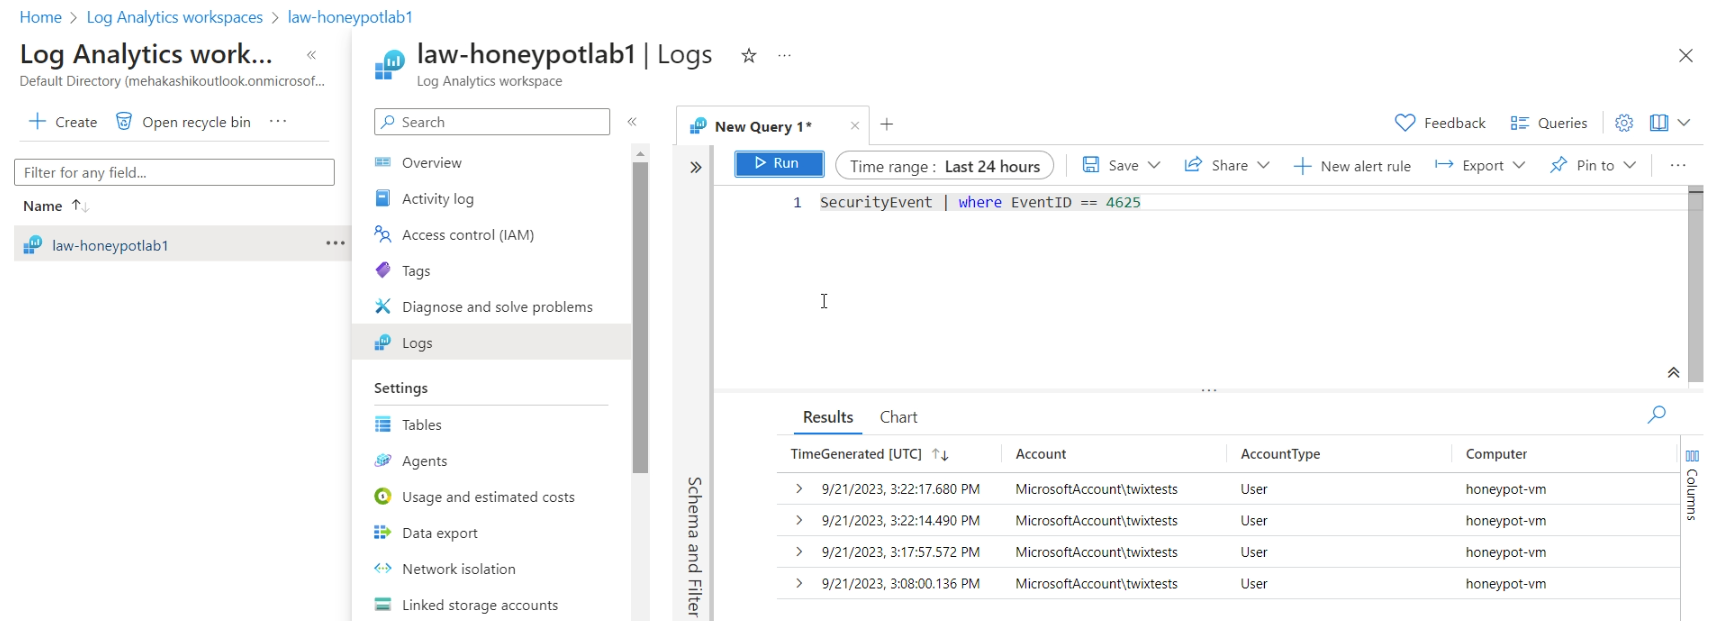 Home > Log Analytics workspaces > law-honeypotlab1
Log Analytics work... «
Default Directory (mehakashikoutlook.onmicrosof...
+ Create Open recycle bin ···
Filter for any field...
Name ↑↓
law-honeypotlab1 ···
law-honeypotlab1 | Logs ☆ ···
Log Analytics workspace
Search «
Overview
Activity log
Access control (IAM)
Tags
Diagnose and solve problems
Logs
Settings
Tables
Agents
Usage and estimated costs
Data export
Network isolation
Linked storage accounts
New Query 1* × +
Feedback Queries
Run Time range : Last 24 hours Save Share New alert rule Export Pin to ···
1 SecurityEvent | where EventID == 4625
Schema and Filter
Results Chart
TimeGenerated [UTC] ↑↓ Account AccountType Computer
> 9/21/2023, 3:22:17.680 PM MicrosoftAccount\twixtests User honeypot-vm
> 9/21/2023, 3:22:14.490 PM MicrosoftAccount\twixtests User honeypot-vm
> 9/21/2023, 3:17:57.572 PM MicrosoftAccount\twixtests User honeypot-vm
> 9/21/2023, 3:08:00.136 PM MicrosoftAccount\twixtests User honeypot-vm
Columns